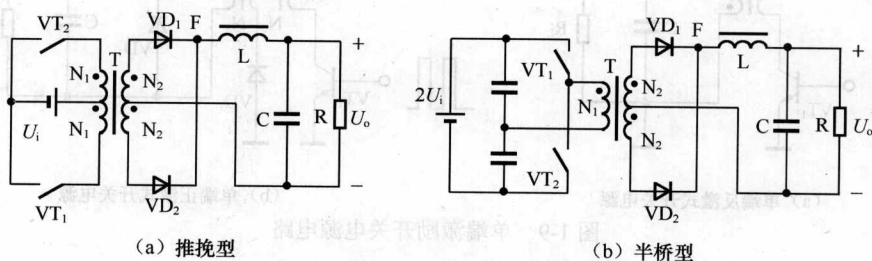 VT₂
N₁
N₁
Uᵢ
VT₁
T
N₂
N₂
VD₁
F
L
C
R
Uₒ
+
−
VD₂
(a) 推挽型
2Uᵢ
VT₁
VT₂
N₁
T
N₂
N₂
VD₁
F
L
C
R
Uₒ
+
−
VD₂
(b) 半桥型